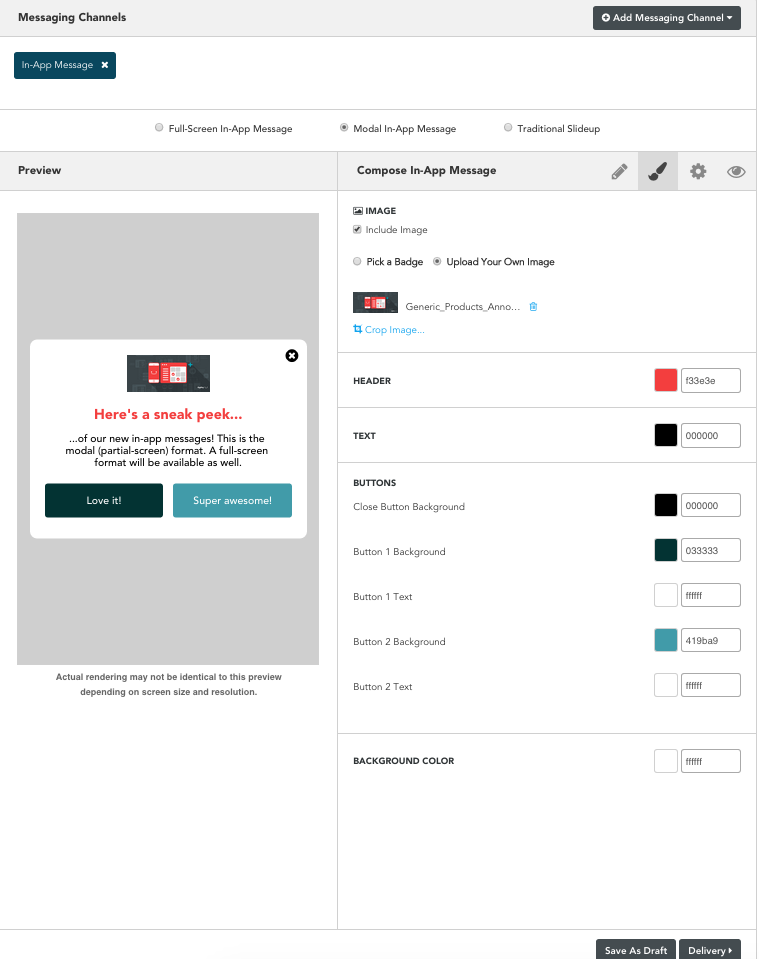 Messaging Channels
Add Messaging Channel
In-App Message
Full-Screen In-App Message
Modal In-App Message
Traditional Slideup
Preview
Compose In-App Message
IMAGE
Include Image
Pick a Badge
Upload Your Own Image
Generic_Products_Anno...
Crop Image...
HEADER
f33e3e
TEXT
000000
BUTTONS
Close Button Background
000000
Button 1 Background
033333
Button 1 Text
ffffff
Button 2 Background
419ba9
Button 2 Text
ffffff
BACKGROUND COLOR
ffffff
Here's a sneak peek...
...of our new in-app messages! This is the
modal (partial-screen) format. A full-screen
format will be available as well.
Love it!
Super awesome!
Actual rendering may not be identical to this preview
depending on screen size and resolution.
Save As Draft
Delivery